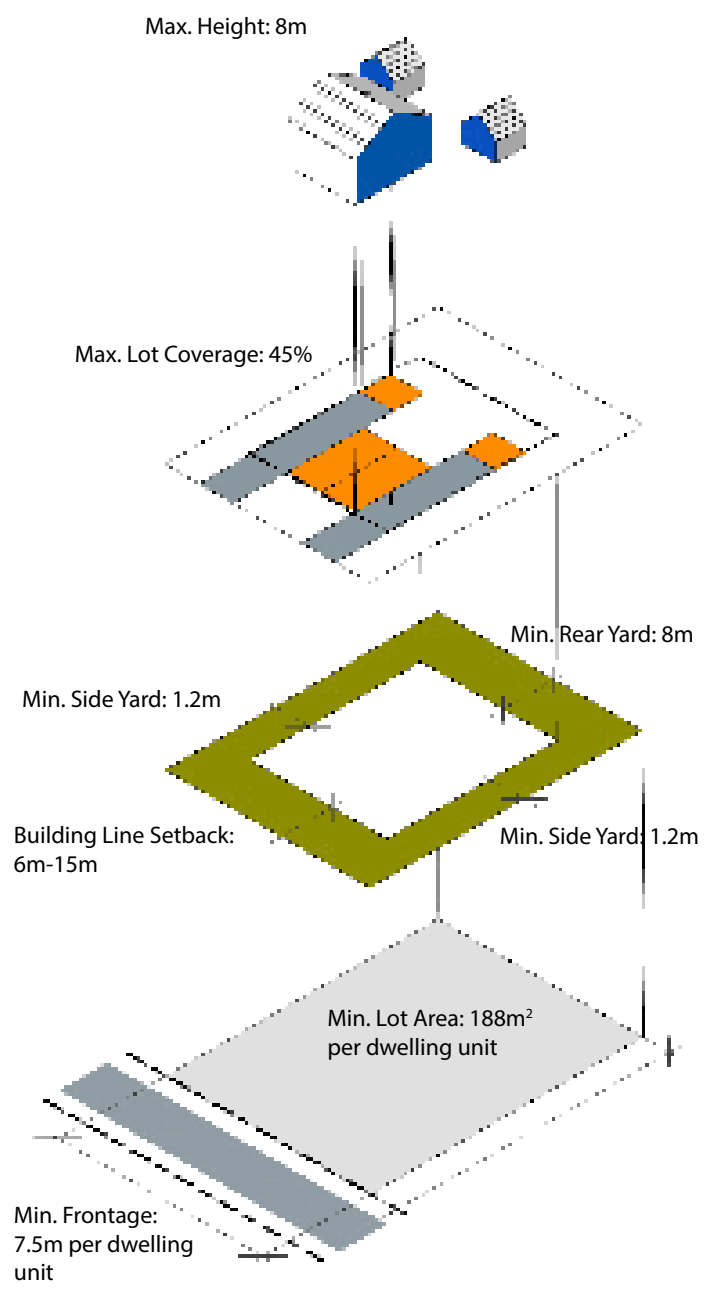 Max. Height: 8m
Max. Lot Coverage: 45%
Min. Rear Yard: 8m
Min. Side Yard: 1.2m
Building Line Setback:
6m-15m
Min. Side Yard: 1.2m
Min. Lot Area: 188m²
per dwelling unit
Min. Frontage:
7.5m per dwelling
unit